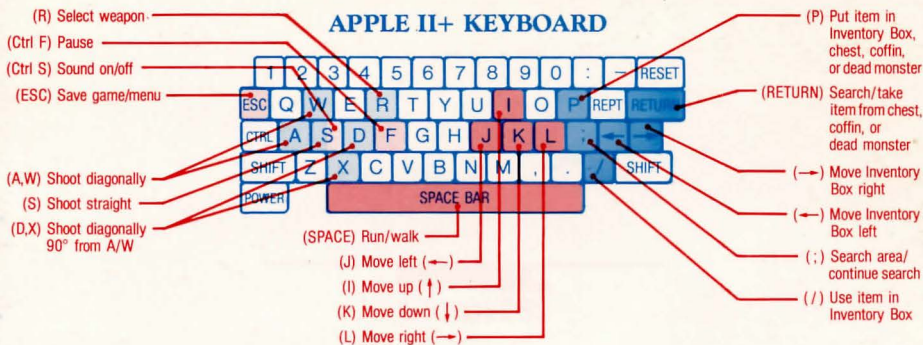 APPLE II+ KEYBOARD
(R) Select weapon
(Ctrl F) Pause
(Ctrl S) Sound on/off
(ESC) Save game/menu
(A,W) Shoot diagonally
(S) Shoot straight
(D,X) Shoot diagonally
90° from A/W
1 2 3 4 5 6 7 8 9 0 : - RESET
ESC Q W E R T Y U I O P REPT RETURN
CTRL A S D F G H J K L ; ← →
SHIFT Z X C V B N M , . / SHIFT
POWER SPACE BAR
(SPACE) Run/walk
(J) Move left (←)
(I) Move up (↑)
(K) Move down (↓)
(L) Move right (→)
(P) Put item in
Inventory Box,
chest, coffin,
or dead monster
(RETURN) Search/take
item from chest,
coffin, or
dead monster
(→) Move Inventory
Box right
(←) Move Inventory
Box left
(;) Search area/
continue search
(/) Use item in
Inventory Box